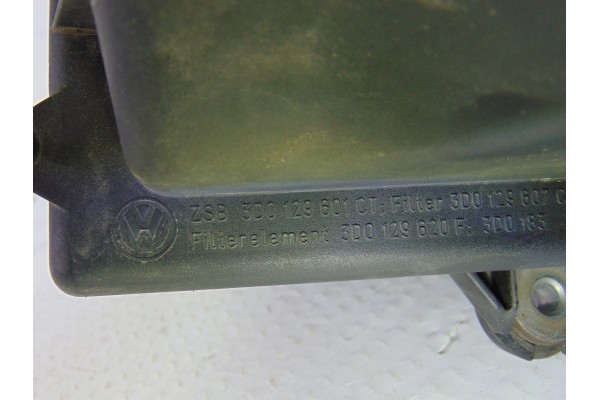 ZSB 3D0 129 601 CT; Filter 3D0 129 607 C
Filterelement 3D0 129 620 F; 3D0 183